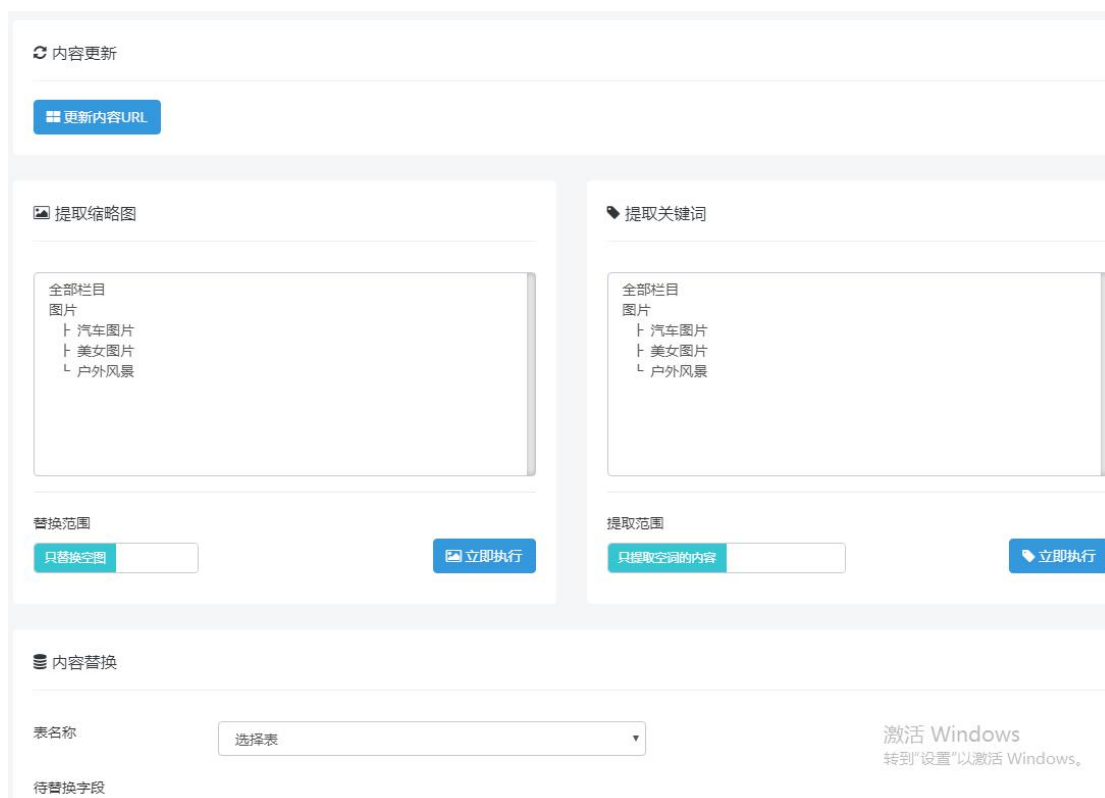 内容更新
更新内容URL
提取缩略图
全部栏目
图片
├ 汽车图片
├ 美女图片
└ 户外风景
替换范围
只替换空图
立即执行
提取关键词
全部栏目
图片
├ 汽车图片
├ 美女图片
└ 户外风景
提取范围
只提取空词的内容
立即执行
内容替换
表名称
选择表
待替换字段
激活 Windows
转到“设置”以激活 Windows。